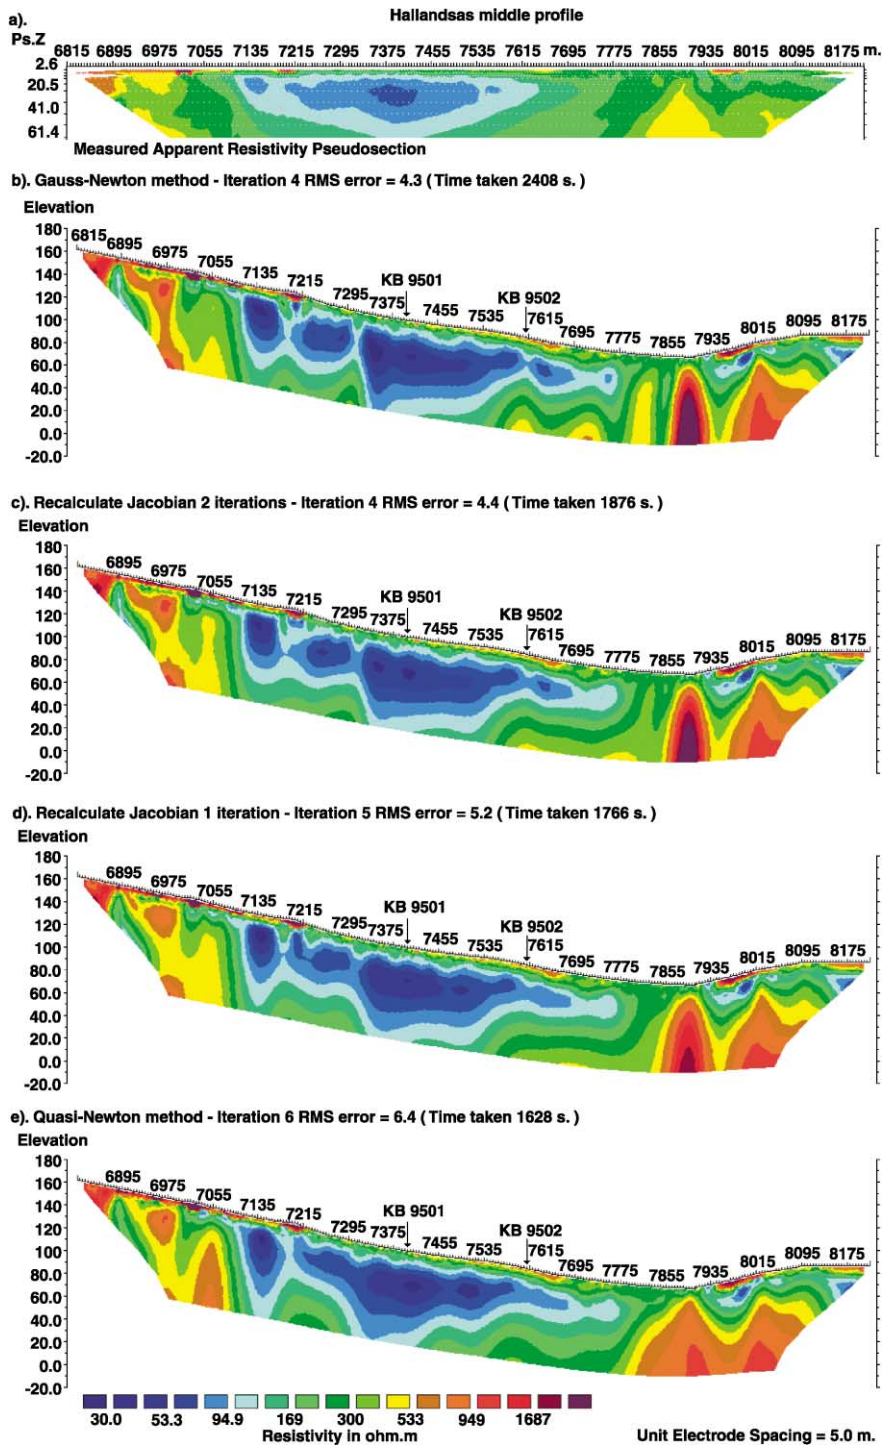 a). Hallandsas middle profile
Ps.Z
6815 6895 6975 7055 7135 7215 7295 7375 7455 7535 7615 7695 7775 7855 7935 8015 8095 8175 m.
2.6
20.5
41.0
61.4
Measured Apparent Resistivity Pseudosection
b). Gauss-Newton method - Iteration 4 RMS error = 4.3 ( Time taken 2408 s. )
Elevation
180
160
140
120
100
80.0
60.0
40.0
20.0
0.0
-20.0
6815 6895 6975 7055 7135 7215 7295 7375 7455 7535 7615 7695 7775 7855 7935 8015 8095 8175
KB 9501 KB 9502
c). Recalculate Jacobian 2 iterations - Iteration 4 RMS error = 4.4 ( Time taken 1876 s. )
Elevation
180
160
140
120
100
80.0
60.0
40.0
20.0
0.0
-20.0
6895 6975 7055 7135 7215 7295 7375 7455 7535 7615 7695 7775 7855 7935 8015 8095 8175
KB 9501 KB 9502
d). Recalculate Jacobian 1 iteration - Iteration 5 RMS error = 5.2 ( Time taken 1766 s. )
Elevation
180
160
140
120
100
80.0
60.0
40.0
20.0
0.0
-20.0
6895 6975 7055 7135 7215 7295 7375 7455 7535 7615 7695 7775 7855 7935 8015 8095 8175
KB 9501 KB 9502
e). Quasi-Newton method - Iteration 6 RMS error = 6.4 ( Time taken 1628 s. )
Elevation
180
160
140
120
100
80.0
60.0
40.0
20.0
0.0
-20.0
6895 6975 7055 7135 7215 7295 7375 7455 7535 7615 7695 7775 7855 7935 8015 8095 8175
KB 9501 KB 9502
30.0 53.3 94.9 169 300 533 949 1687
Resistivity in ohm.m
Unit Electrode Spacing = 5.0 m.